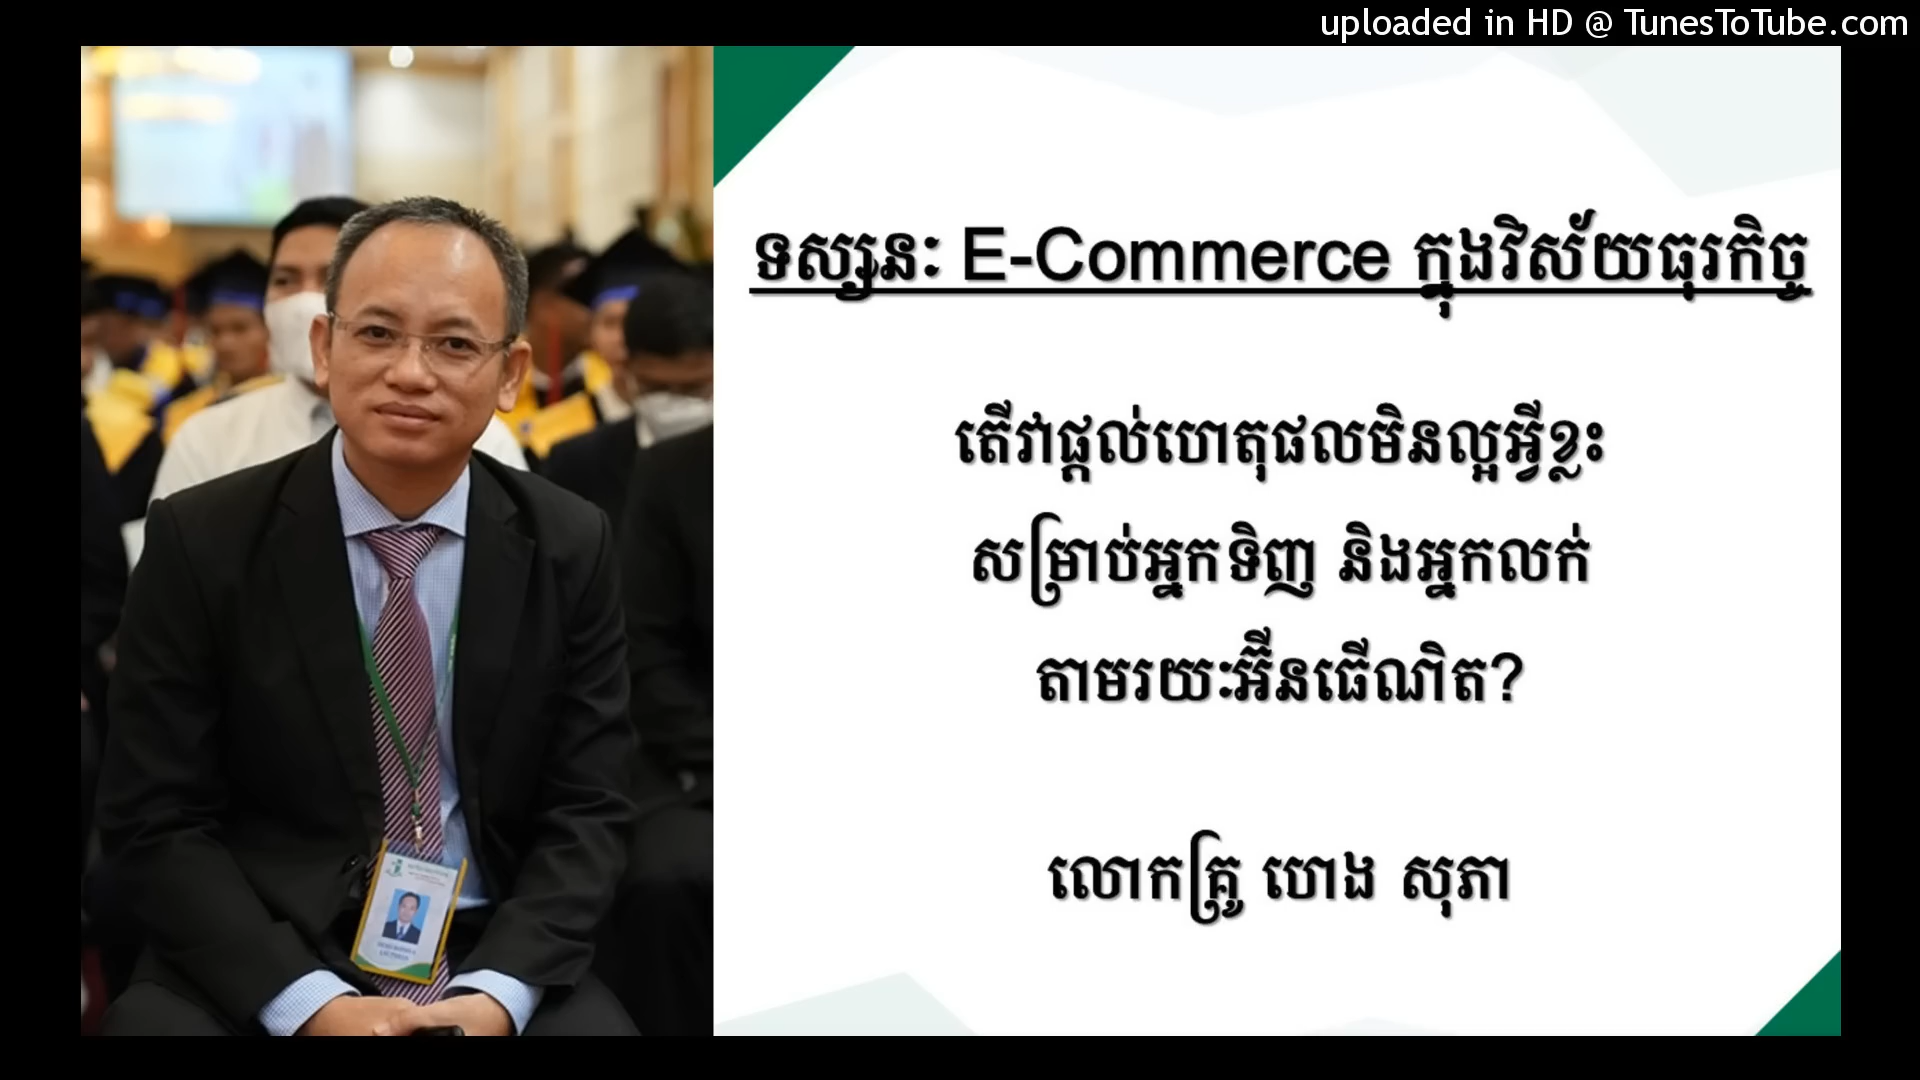 uploaded in HD @ TunesToTube.com
ទស្សនៈ E-Commerce ក្នុងវិស័យធុរកិច្ច
តើវាផ្តល់ហេតុផលមិនល្អអ្វីខ្លះ
សម្រាប់អ្នកទិញ និងអ្នកលក់
តាមរយៈអ៊ីនធើណិត?
លោកគ្រូ ហេង សុភា